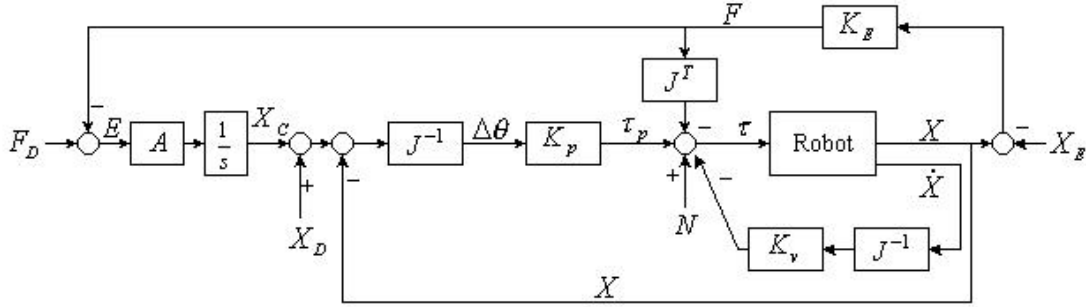 F
K_E
J^T
−
F_D
E
A
1/s
X_C
+
−
J^{-1}
Δθ
K_p
τ_p
−
τ
Robot
X
−
X_E
Ẋ
X_D
+
N
−
K_v
J^{-1}
X